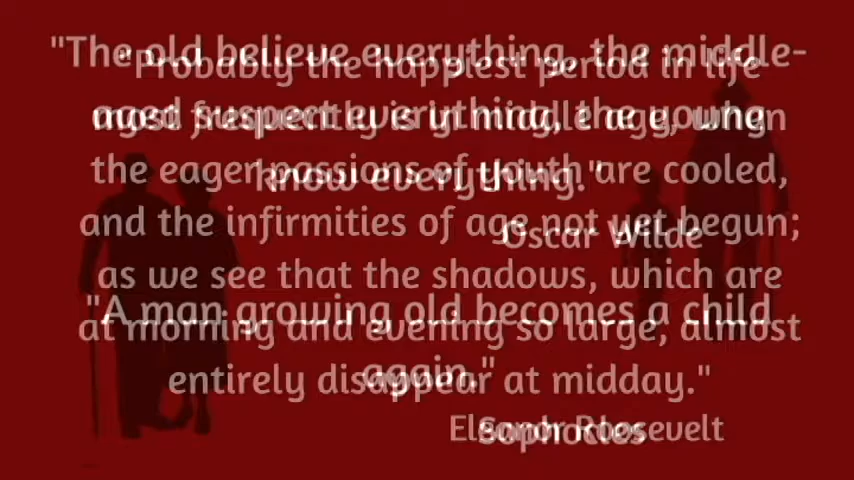 "The old believe everything, the middle-
aged suspect everything, the young
know everything."
Oscar Wilde
"A man growing old becomes a child
again."
Sophocles
"Probably the happiest period in life
most frequently is in middle age, when
the eager passions of youth are cooled,
and the infirmities of age not yet begun;
as we see that the shadows, which are
at morning and evening so large, almost
entirely disappear at midday."
Eleanor Roosevelt